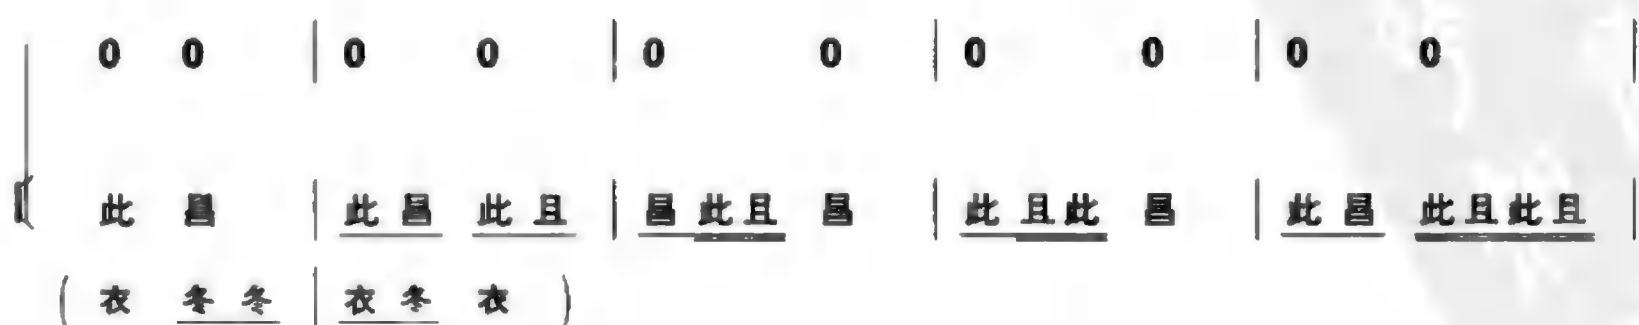 0 0 | 0 0 | 0 0 | 0 0 | 0 0 |
此 昌 | 此 昌 此 且 | 昌 此 且 昌 | 此 且 此 昌 | 此 昌 此 且 此 且 |
( 衣 冬 冬 | 衣 冬 衣 )